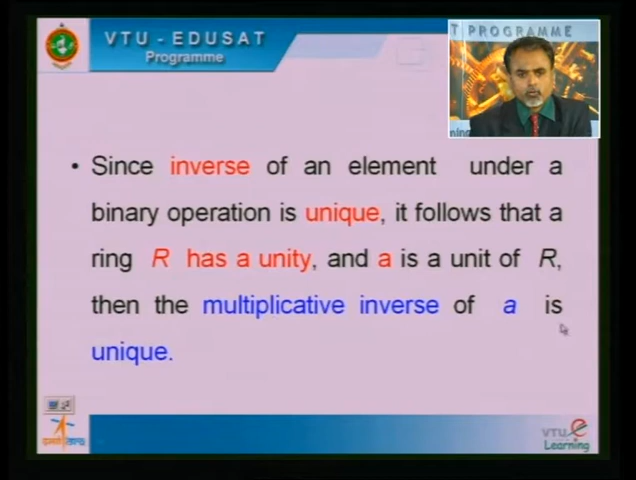 VTU - EDUSAT
Programme
T PROGRAMME
• Since inverse of an element under a
binary operation is unique, it follows that a
ring R has a unity, and a is a unit of R,
then the multiplicative inverse of a is
unique.
VTU e
Learning